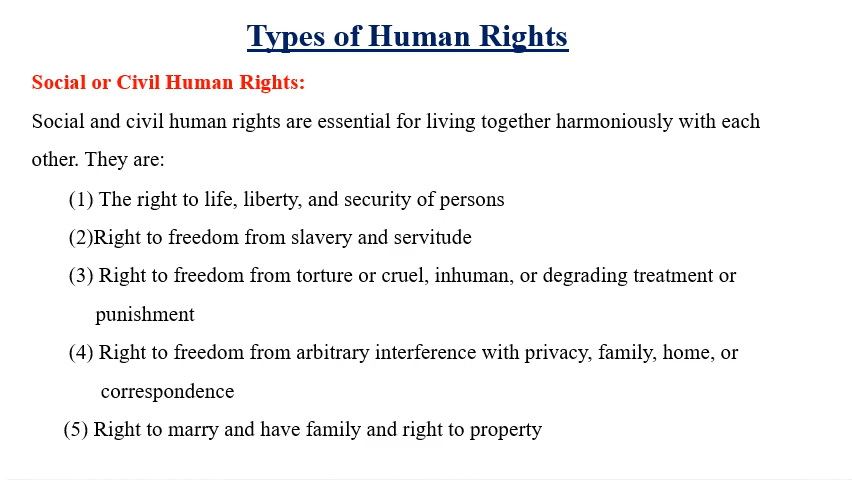 Types of Human Rights
Social or Civil Human Rights:
Social and civil human rights are essential for living together harmoniously with each
other. They are:
(1) The right to life, liberty, and security of persons
(2)Right to freedom from slavery and servitude
(3) Right to freedom from torture or cruel, inhuman, or degrading treatment or
punishment
(4) Right to freedom from arbitrary interference with privacy, family, home, or
correspondence
(5) Right to marry and have family and right to property